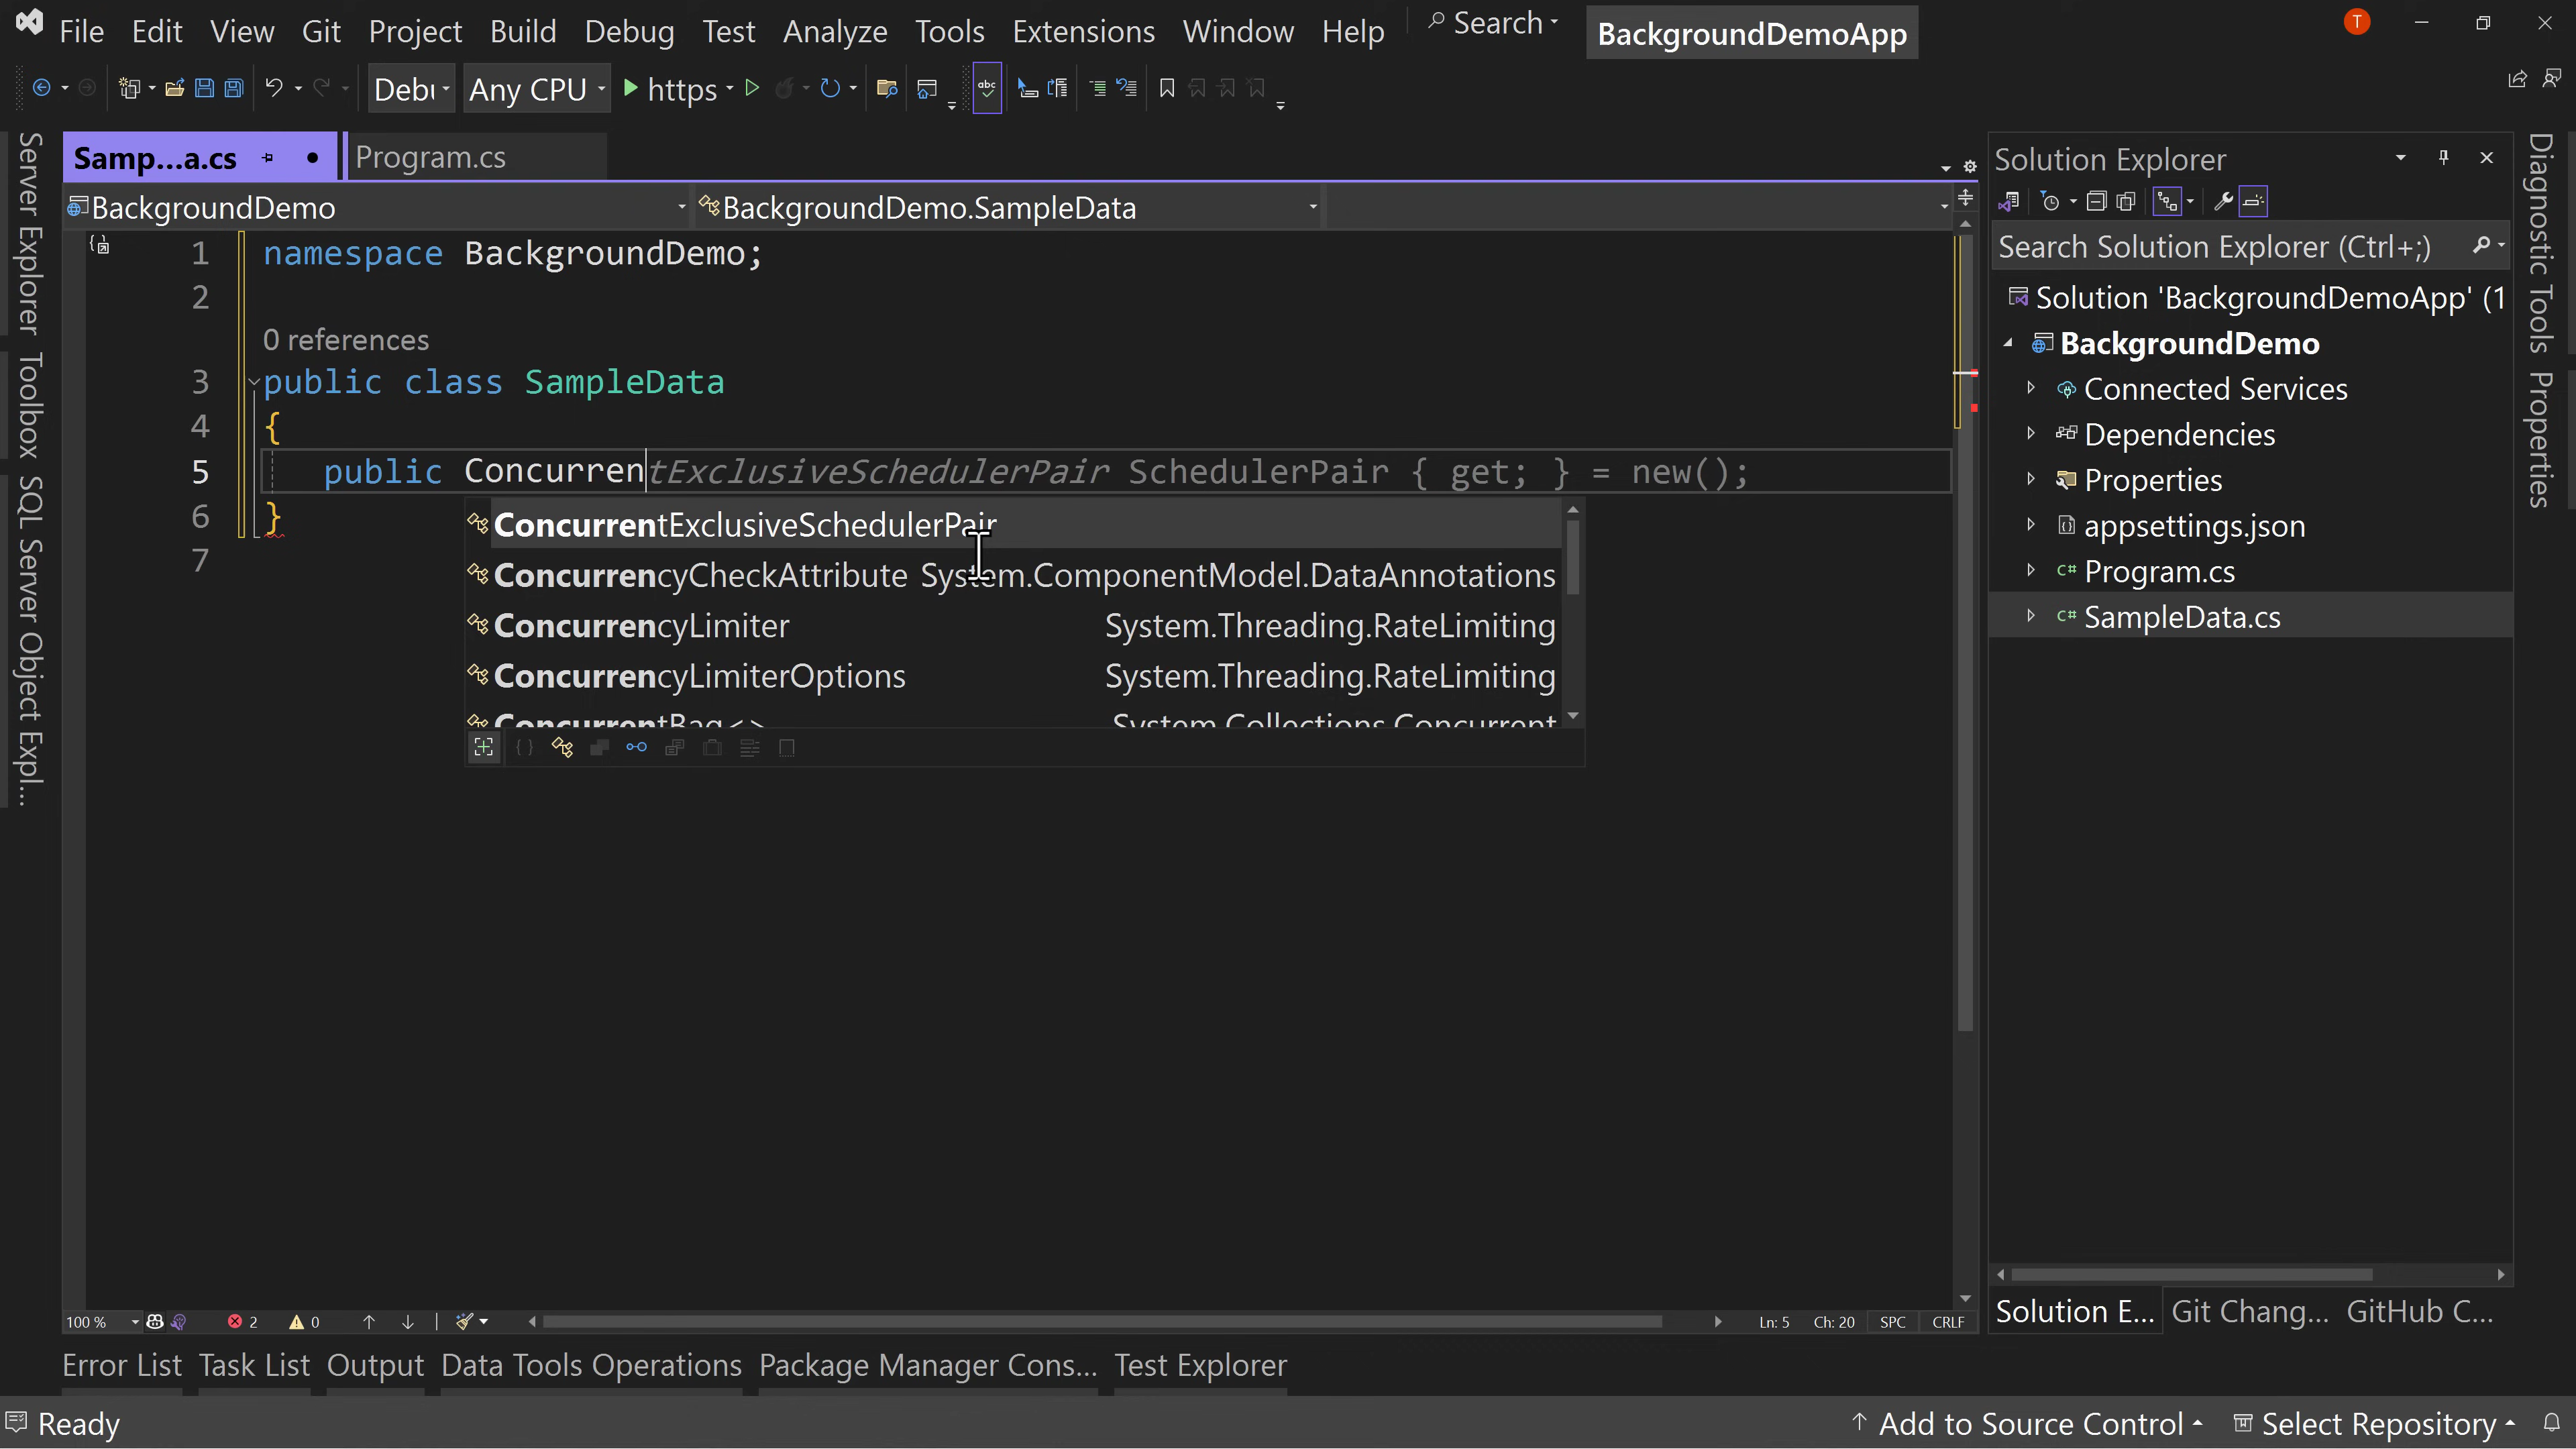 File Edit View Git Project Build Debug Test Analyze Tools Extensions Window Help Search BackgroundDemoApp T
Debu Any CPU https abc
Samp...a.cs Program.cs
BackgroundDemo BackgroundDemo.SampleData
1 namespace BackgroundDemo;
2
0 references
3 public class SampleData
4 {
5 public ConcurrentExclusiveSchedulerPair SchedulerPair { get; } = new();
6 }
7
ConcurrentExclusiveSchedulerPair
ConcurrencyCheckAttribute System.ComponentModel.DataAnnotations
ConcurrencyLimiter System.Threading.RateLimiting
ConcurrencyLimiterOptions System.Threading.RateLimiting
ConcurrentBag<> System.Collections.Concurrent
100 % 2 0 Ln: 5 Ch: 20 SPC CRLF
Server Explorer
Toolbox
SQL Server Object Expl...
Solution Explorer
Search Solution Explorer (Ctrl+;)
Solution 'BackgroundDemoApp' (1
BackgroundDemo
Connected Services
Dependencies
Properties
appsettings.json
C# Program.cs
C# SampleData.cs
Solution E... Git Chang... GitHub C...
Diagnostic Tools
Properties
Error List Task List Output Data Tools Operations Package Manager Cons... Test Explorer
Ready Add to Source Control Select Repository